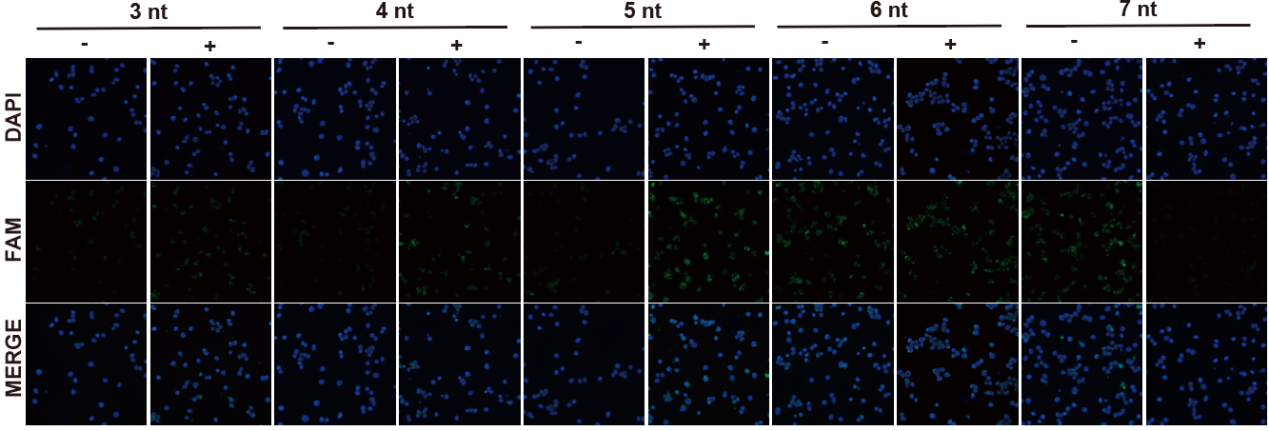 3 nt 4 nt 5 nt 6 nt 7 nt
- + - + - + - + - +
DAPI
FAM
MERGE